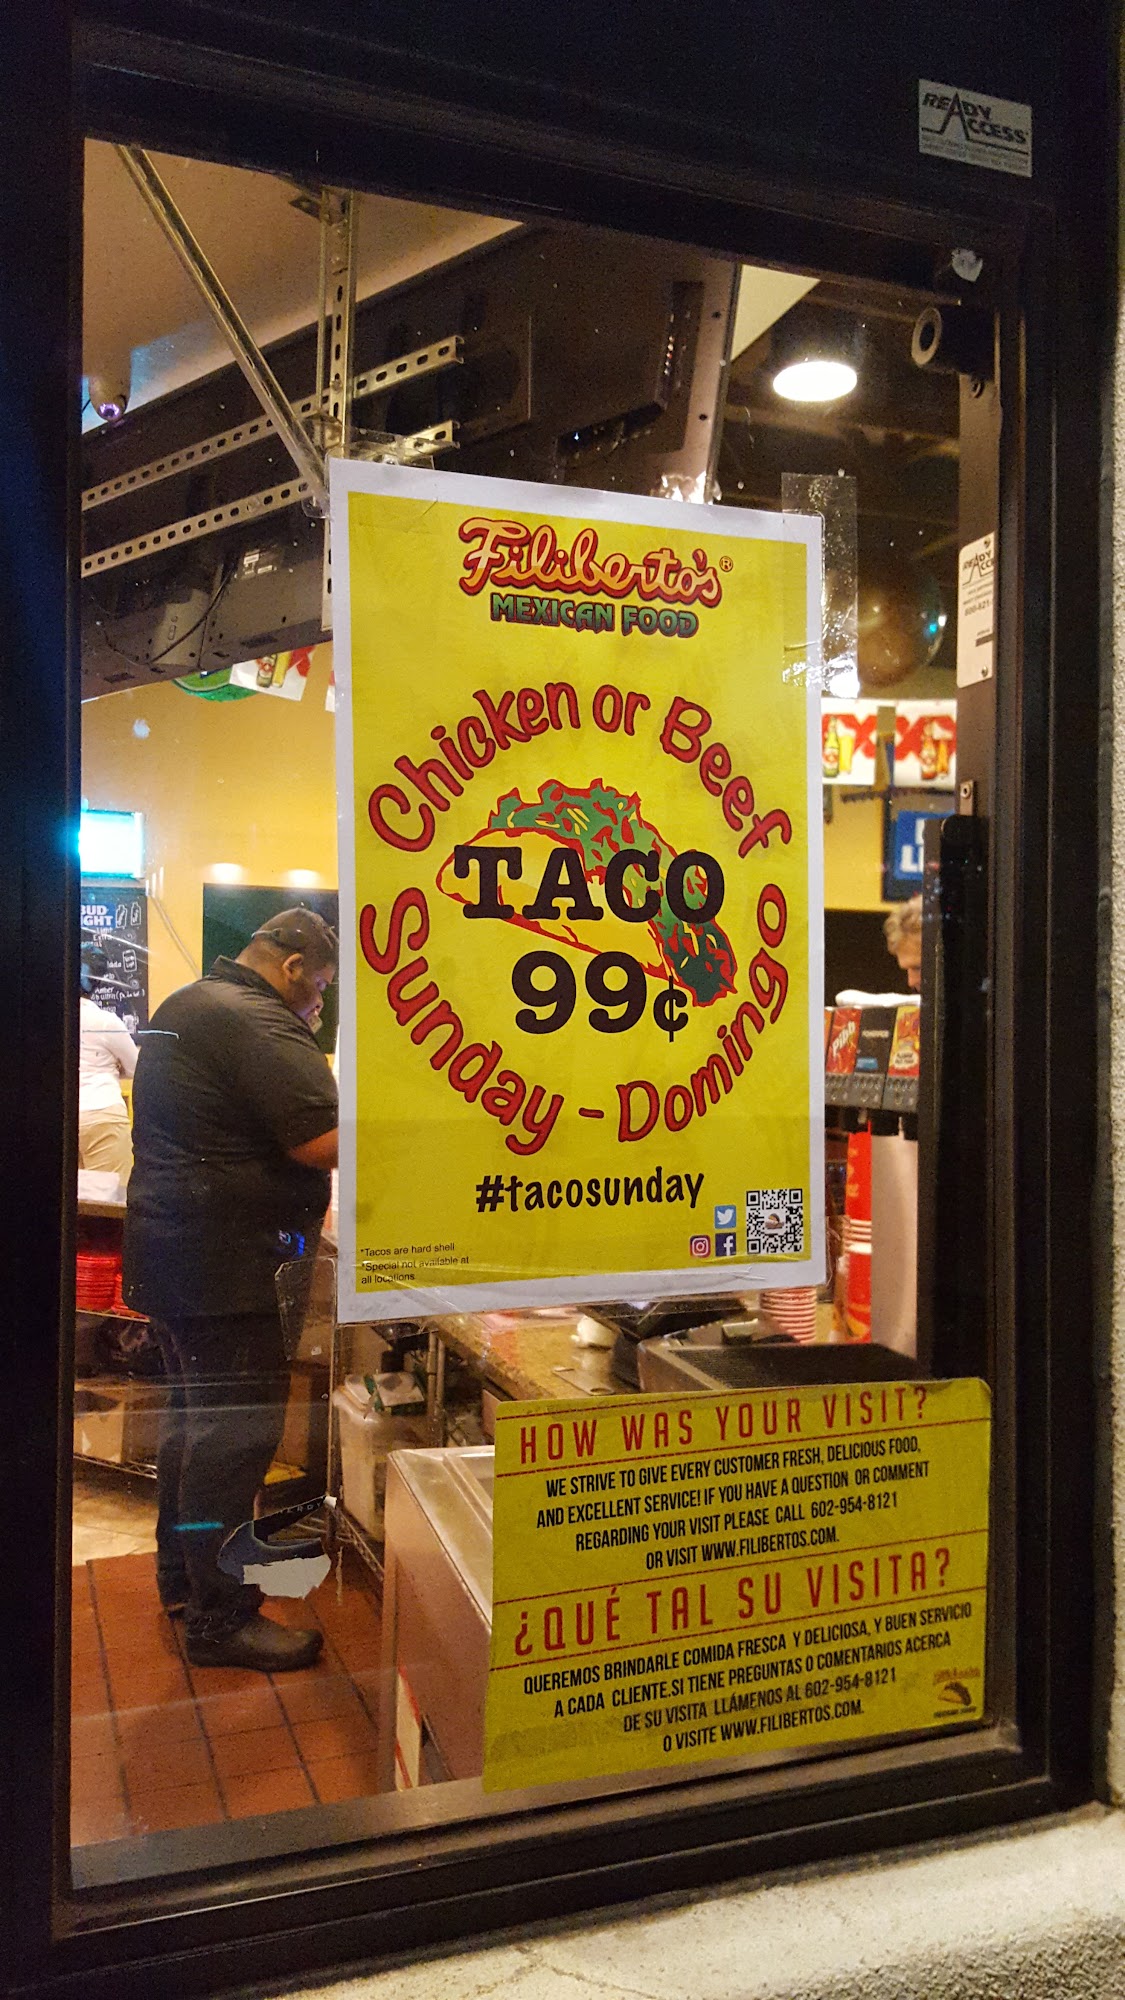 READY
ACCESS
Filiberto's®
MEXICAN FOOD
Chicken or Beef
TACO
99¢
Sunday - Domingo
#tacosunday
*Tacos are hard shell
*Special not available at
all locations
READY
BUD
LIGHT
Pibb
HOW WAS YOUR VISIT?
WE STRIVE TO GIVE EVERY CUSTOMER FRESH, DELICIOUS FOOD,
AND EXCELLENT SERVICE! IF YOU HAVE A QUESTION OR COMMENT
REGARDING YOUR VISIT PLEASE CALL 602-954-8121
OR VISIT WWW.FILIBERTOS.COM.
¿QUÉ TAL SU VISITA?
QUEREMOS BRINDARLE COMIDA FRESCA Y DELICIOSA, Y BUEN SERVICIO
A CADA CLIENTE.SI TIENE PREGUNTAS O COMENTARIOS ACERCA
DE SU VISITA LLÁMENOS AL 602-954-8121
O VISITE WWW.FILIBERTOS.COM.